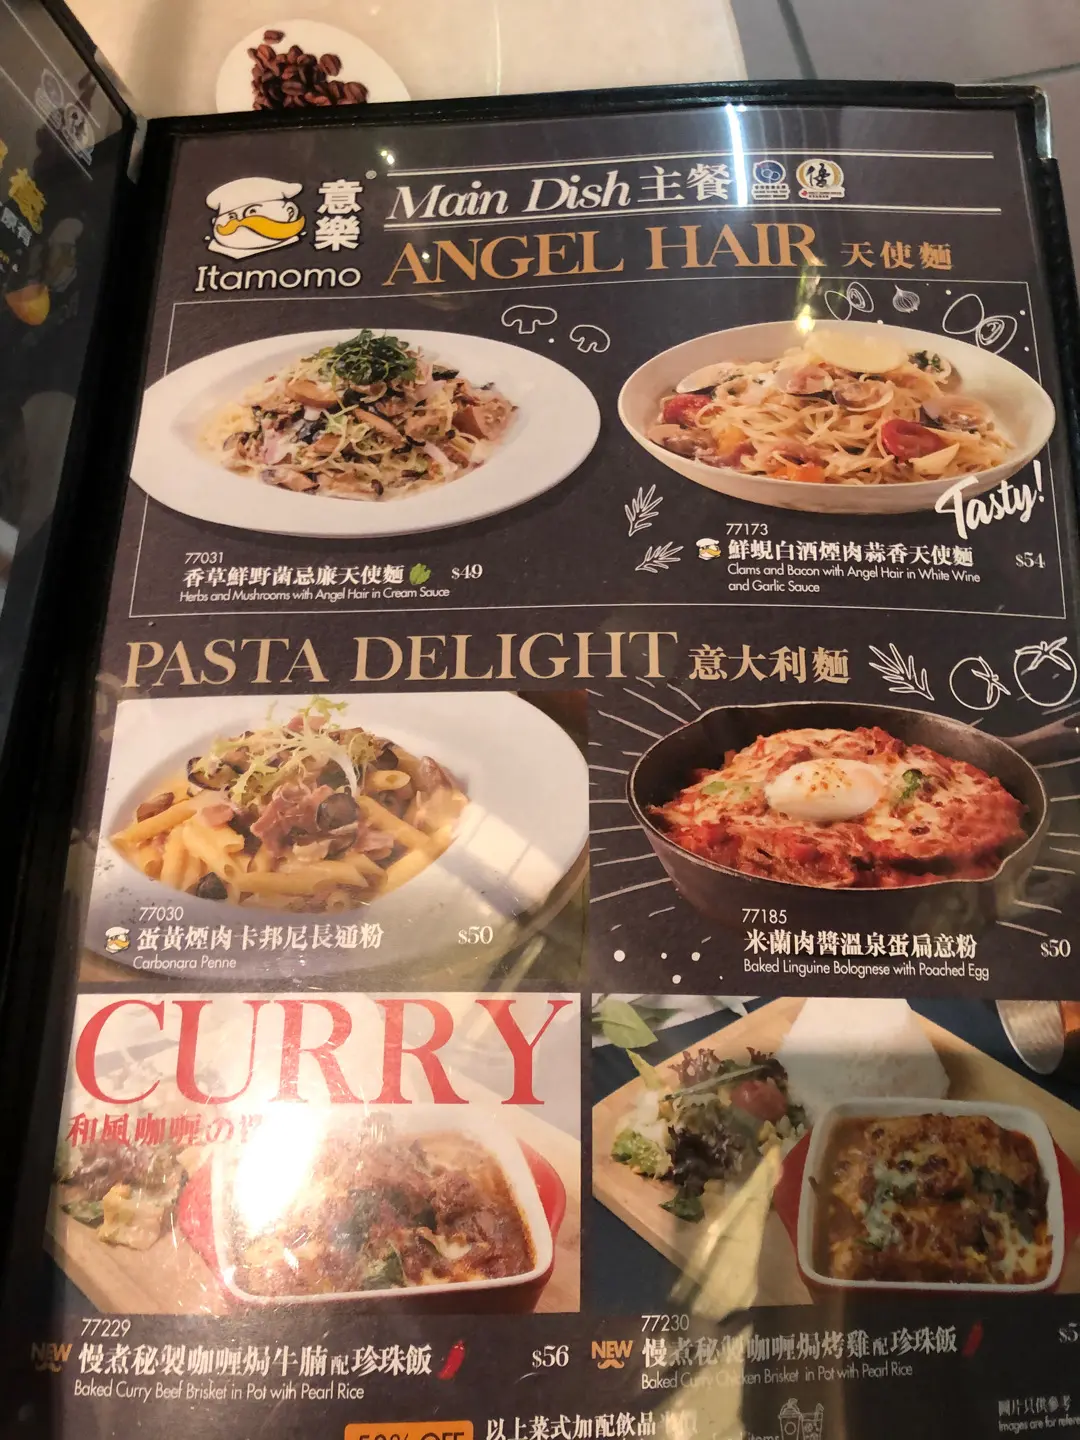 意樂
Itamomo
Main Dish 主餐
ANGEL HAIR 天使麵
Tasty!
77031
香草鮮野菌忌廉天使麵 $49
Herbs and Mushrooms with Angel Hair in Cream Sauce
77173
鮮蜆白酒煙肉蒜香天使麵 $54
Clams and Bacon with Angel Hair in White Wine
and Garlic Sauce
PASTA DELIGHT 意大利麵
77030
蛋黃煙肉卡邦尼長通粉 $50
Carbonara Penne
77185
米蘭肉醬溫泉蛋扁意粉 $50
Baked Linguine Bolognese with Poached Egg
CURRY
和風咖喱の
77229
NEW 慢煮秘製咖喱焗牛腩配珍珠飯 $56
Baked Curry Beef Brisket in Pot with Pearl Rice
77230
NEW 慢煮秘製咖喱焗烤雞配珍珠飯
Baked Curry Chicken Brisket in Pot with Pearl Rice
圖片只供參考
Images are for
50% OFF
以上菜式加配飲品